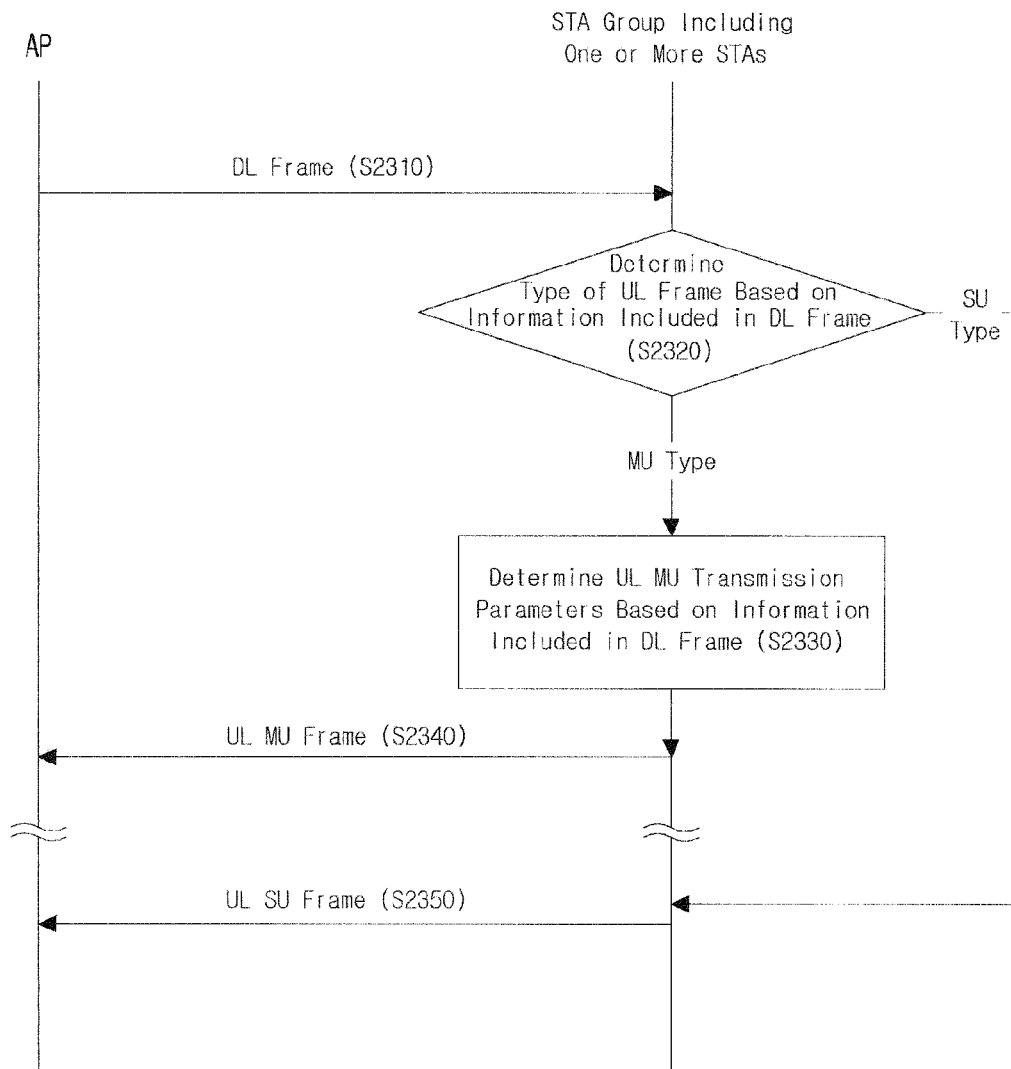 AP
STA Group Including
One or More STAs
DL Frame (S2310)
Determine
Type of UL Frame Based on
Information Included in DL Frame
(S2320)
SU
Type
MU Type
Determine UL MU Transmission
Parameters Based on Information
Included in DL Frame (S2330)
UL MU Frame (S2340)
UL SU Frame (S2350)